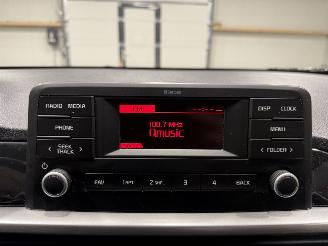 RADIO MEDIA
DISP CLOCK
FM
100.7 MHz
Qmusic
PHONE
MENU
< SEEK TRACK >
< FOLDER >
FAV
1 RPT
2 SHF
3
4
BACK